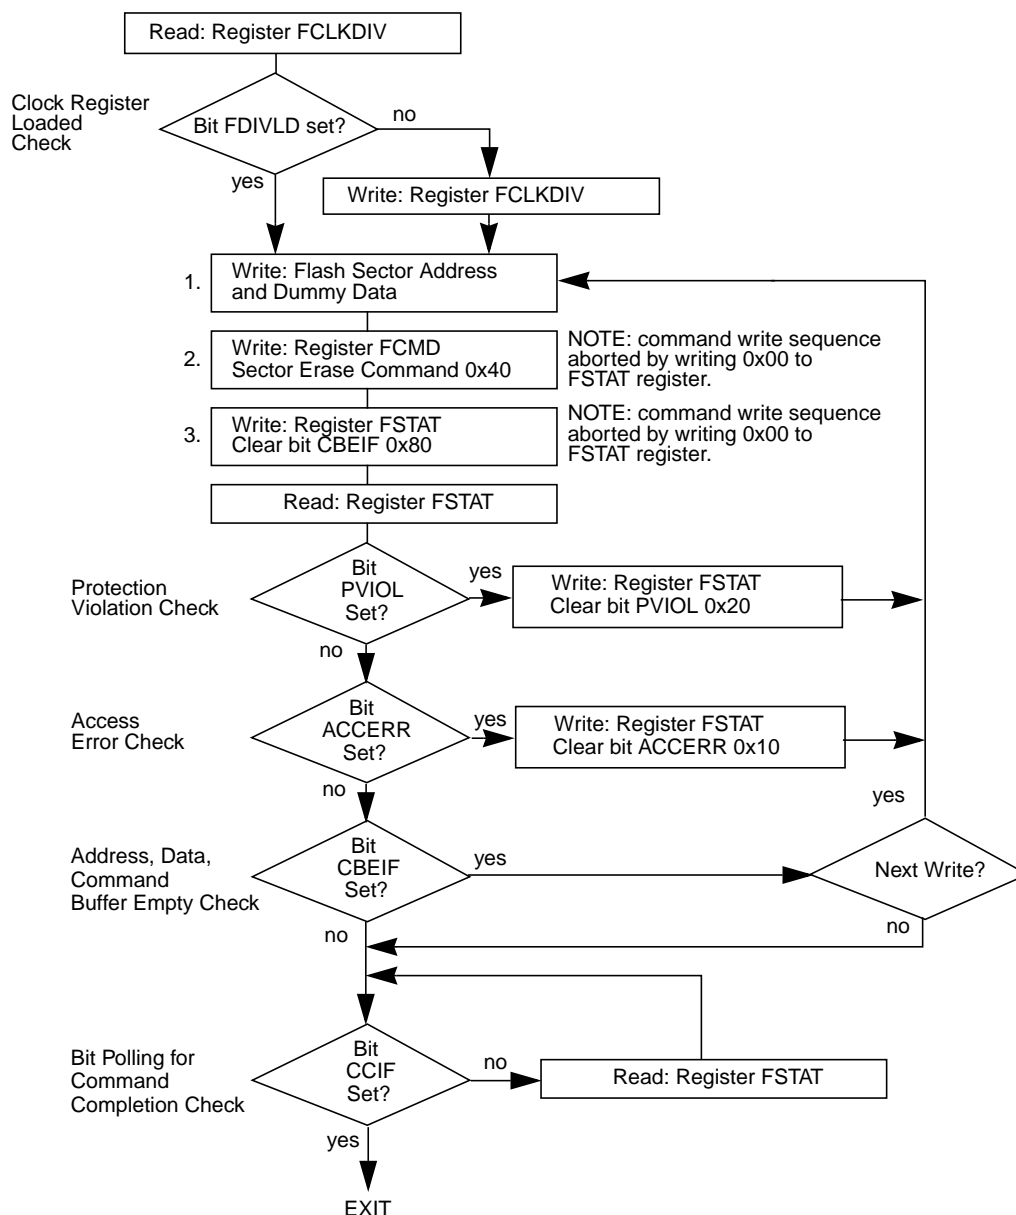 Read: Register FCLKDIV
Clock Register
Loaded
Check
Bit FDIVLD set?
no
yes
Write: Register FCLKDIV
1.
Write: Flash Sector Address
and Dummy Data
2.
Write: Register FCMD
Sector Erase Command 0x40
NOTE: command write sequence
aborted by writing 0x00 to
FSTAT register.
3.
Write: Register FSTAT
Clear bit CBEIF 0x80
NOTE: command write sequence
aborted by writing 0x00 to
FSTAT register.
Read: Register FSTAT
Protection
Violation Check
Bit
PVIOL
Set?
yes
Write: Register FSTAT
Clear bit PVIOL 0x20
no
Access
Error Check
Bit
ACCERR
Set?
yes
Write: Register FSTAT
Clear bit ACCERR 0x10
no
yes
Address, Data,
Command
Buffer Empty Check
Bit
CBEIF
Set?
yes
Next Write?
no
no
Bit Polling for
Command
Completion Check
Bit
CCIF
Set?
no
Read: Register FSTAT
yes
EXIT